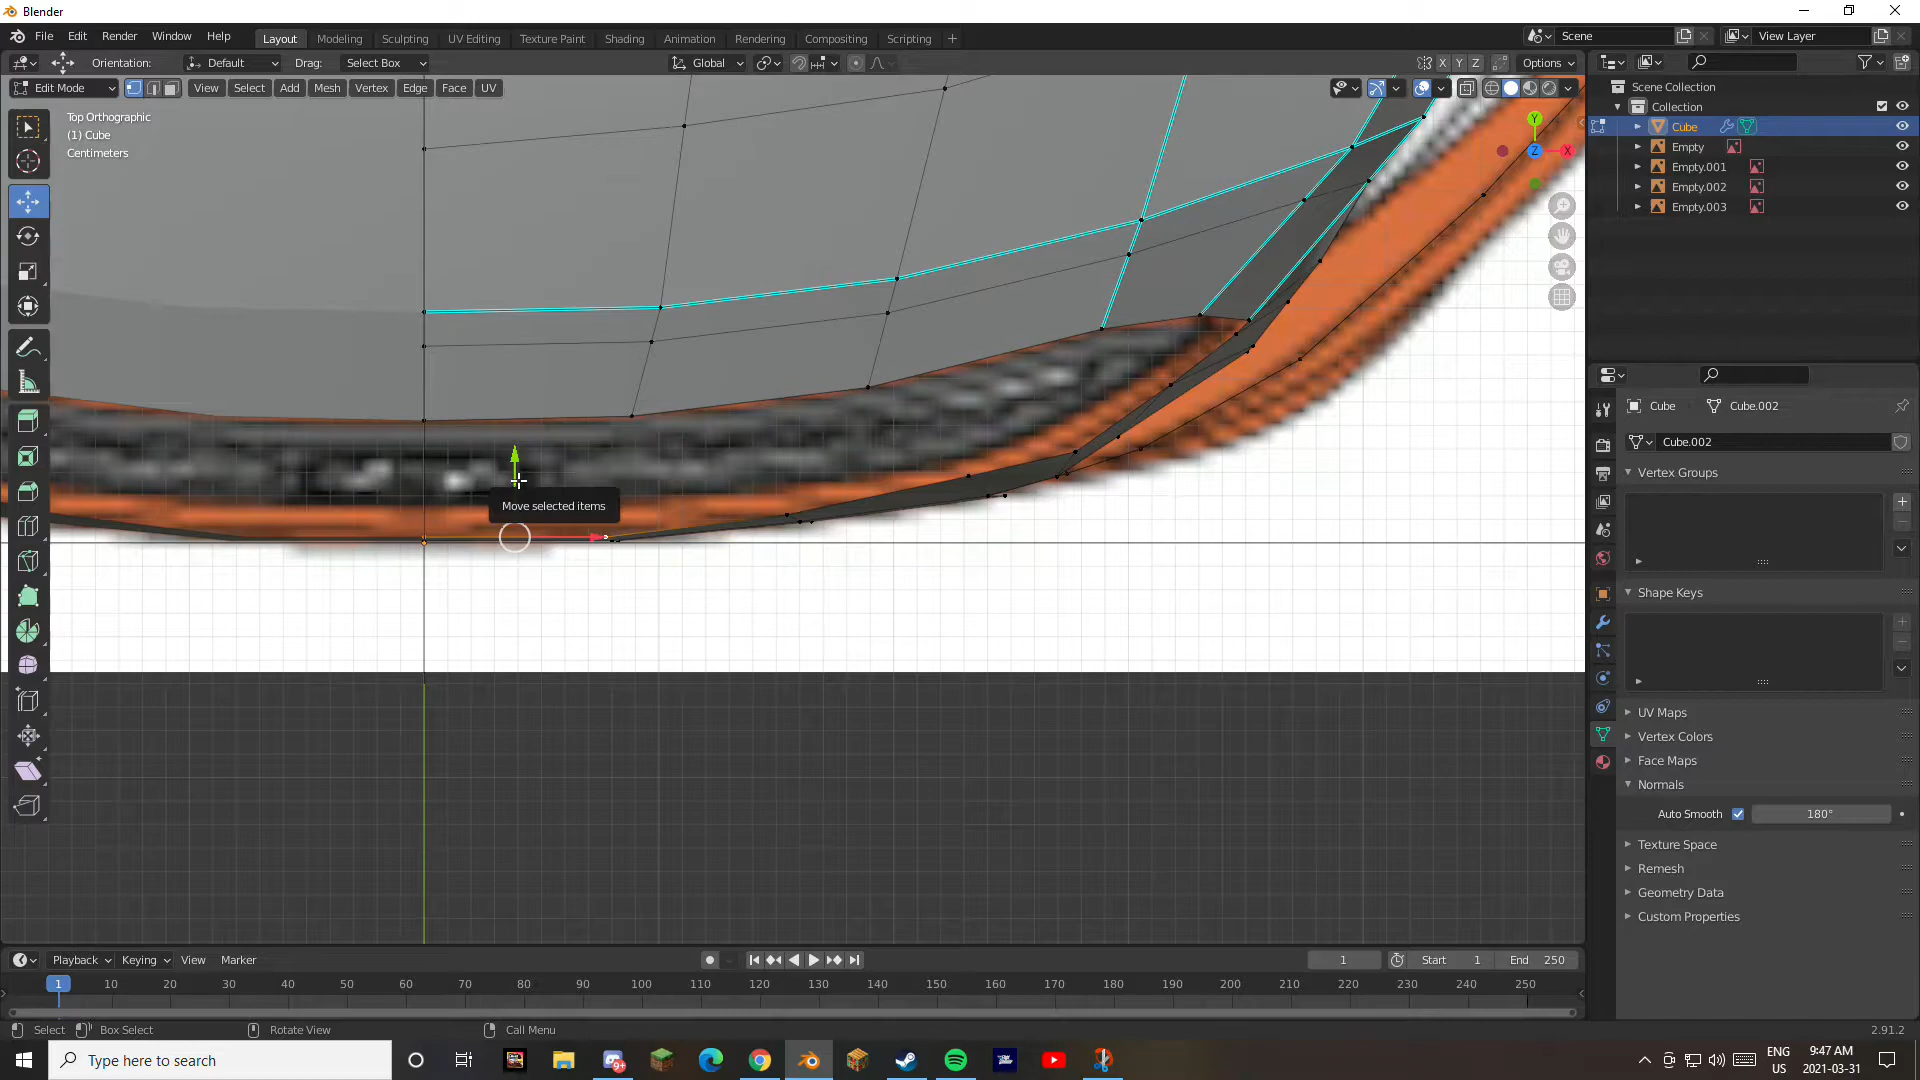 Blender
File Edit Render Window Help
Layout Modeling Sculpting UV Editing Texture Paint Shading Animation Rendering Compositing Scripting +
Scene
View Layer
Orientation: Default Drag: Select Box
Global
X Y Z Options
Edit Mode View Select Add Mesh Vertex Edge Face UV
Top Orthographic
(1) Cube
Centimeters
Y
Z
X
Move selected items
Scene Collection
Collection
Cube
Empty
Empty.001
Empty.002
Empty.003
Cube Cube.002
Cube.002
Vertex Groups
Shape Keys
UV Maps
Vertex Colors
Face Maps
Normals
Auto Smooth 180°
Texture Space
Remesh
Geometry Data
Custom Properties
Playback Keying View Marker
1 Start 1 End 250
1 10 20 30 40 50 60 70 80 90 100 110 120 130 140 150 160 170 180 190 200 210 220 230 240 250
Select Box Select Rotate View Call Menu 2.91.2
Type here to search
ENG
US
9:47 AM
2021-03-31